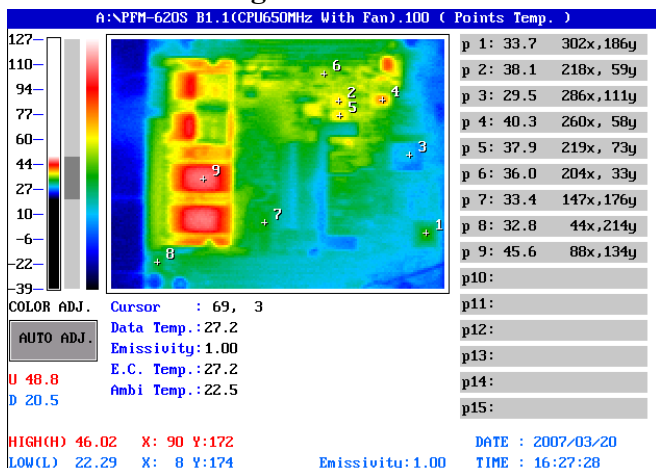 A:\PFM-620S B1.1(CPU650MHz With Fan).100 ( Points Temp. )
127
110
94
77
60
44
27
10
-6
-22
-39
6
2
4
5
3
9
7
1
8
p 1: 33.7 302x,186y
p 2: 38.1 218x, 59y
p 3: 29.5 286x,111y
p 4: 40.3 260x, 58y
p 5: 37.9 219x, 73y
p 6: 36.0 204x, 33y
p 7: 33.4 147x,176y
p 8: 32.8 44x,214y
p 9: 45.6 88x,134y
p10:
p11:
p12:
p13:
p14:
p15:
COLOR ADJ.
AUTO ADJ.
U 48.8
D 20.5
Cursor : 69, 3
Data Temp.:27.2
Emissivity:1.00
E.C. Temp.:27.2
Ambi Temp.:22.5
HIGH(H) 46.02 X: 90 Y:172
LOW(L) 22.29 X: 8 Y:174
Emissivity:1.00
DATE : 2007/03/20
TIME : 16:27:28